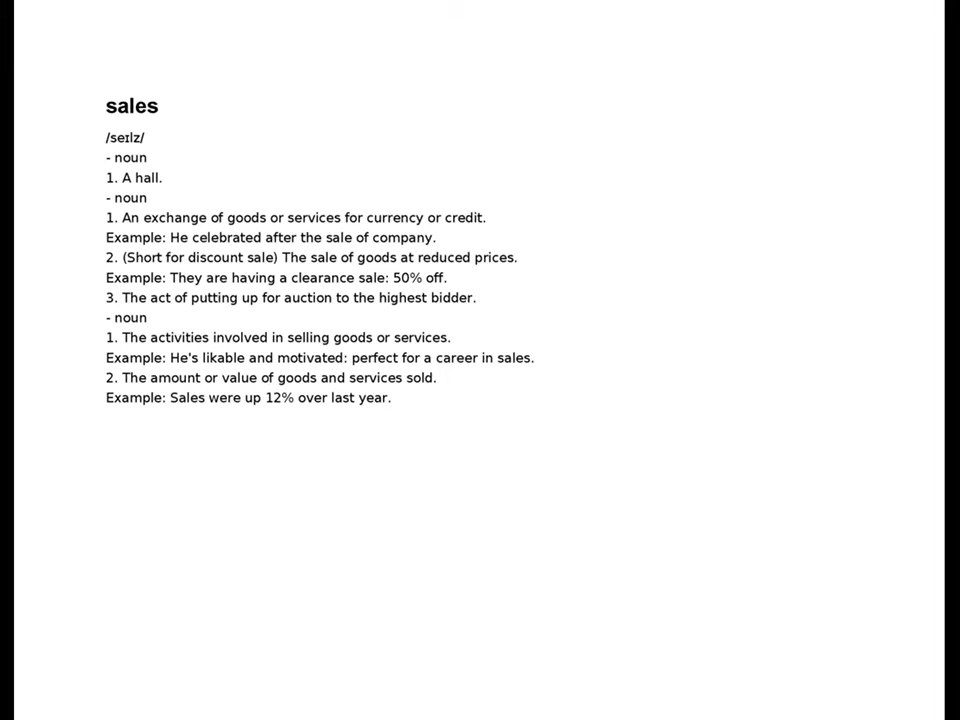 sales
/seɪlz/
- noun
1. A hall.
- noun
1. An exchange of goods or services for currency or credit.
Example: He celebrated after the sale of company.
2. (Short for discount sale) The sale of goods at reduced prices.
Example: They are having a clearance sale: 50% off.
3. The act of putting up for auction to the highest bidder.
- noun
1. The activities involved in selling goods or services.
Example: He's likable and motivated: perfect for a career in sales.
2. The amount or value of goods and services sold.
Example: Sales were up 12% over last year.